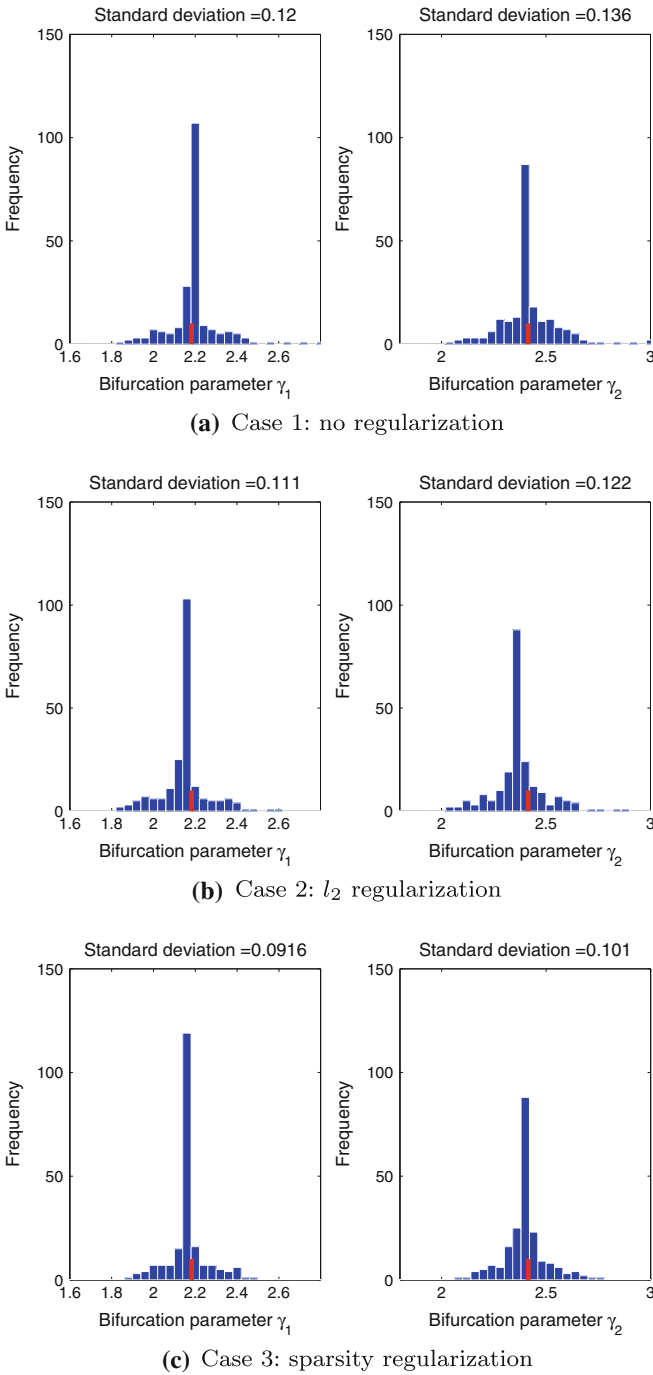 Standard deviation =0.12
Standard deviation =0.136
150
100
50
0
Frequency
1.6 1.8 2 2.2 2.4 2.6
Bifurcation parameter γ1
150
100
50
0
Frequency
2 2.5 3
Bifurcation parameter γ2
(a) Case 1: no regularization
Standard deviation =0.111
Standard deviation =0.122
150
100
50
0
Frequency
1.6 1.8 2 2.2 2.4 2.6
Bifurcation parameter γ1
150
100
50
0
Frequency
2 2.5 3
Bifurcation parameter γ2
(b) Case 2: l2 regularization
Standard deviation =0.0916
Standard deviation =0.101
150
100
50
0
Frequency
1.6 1.8 2 2.2 2.4 2.6
Bifurcation parameter γ1
150
100
50
0
Frequency
2 2.5 3
Bifurcation parameter γ2
(c) Case 3: sparsity regularization